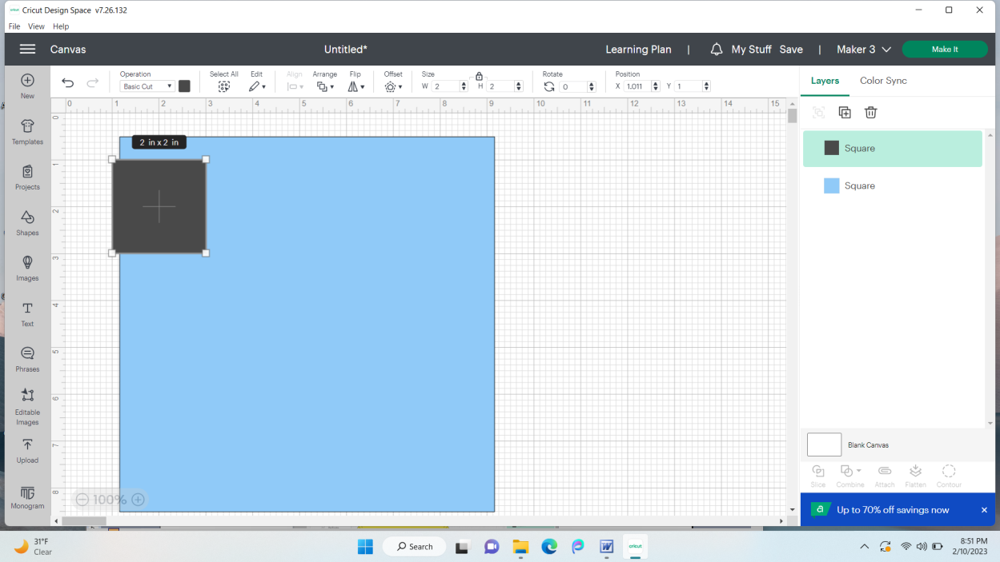 cricut Cricut Design Space v7.26.132
File View Help
Canvas Untitled* Learning Plan | My Stuff Save | Maker 3 Make It
New
Templates
Projects
Shapes
Images
Text
Phrases
Editable
Images
Upload
Monogram
Operation Select All Edit Align Arrange Flip Offset Size Rotate Position
Basic Cut W 2 H 2 0 X 1.011 Y 1
0 1 2 3 4 5 6 7 8 9 10 11 12 13 14 15
0
1
2
3
4
5
6
7
8
2 in x 2 in
100%
Layers Color Sync
Square
Square
Blank Canvas
Slice Combine Attach Flatten Contour
a Up to 70% off savings now ×
31°F
Clear
Search
W
cricut
8:51 PM
2/10/2023